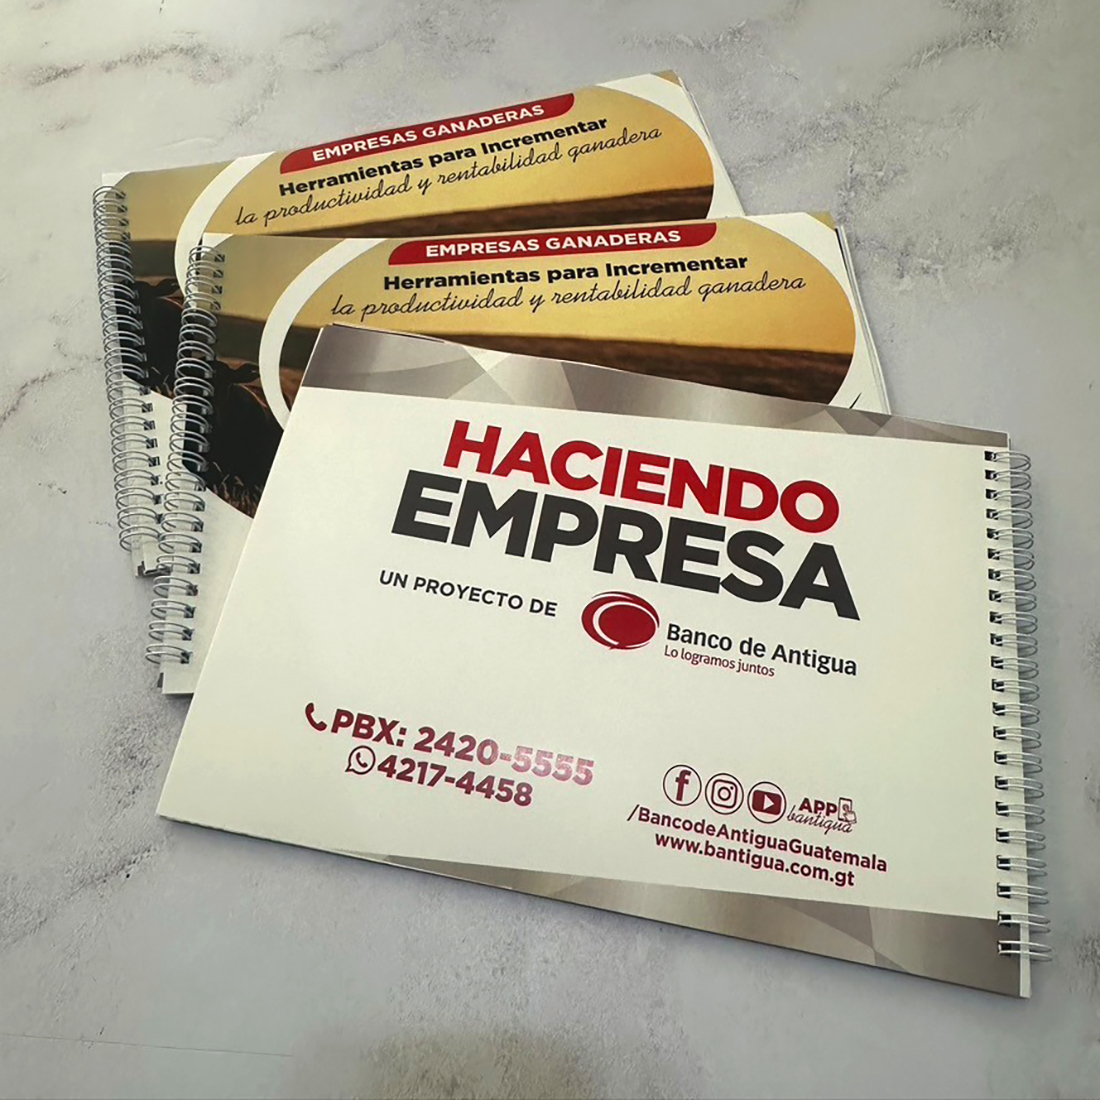 EMPRESAS GANADERAS
Herramientas para Incrementar
la productividad y rentabilidad ganadera
EMPRESAS GANADERAS
Herramientas para Incrementar
la productividad y rentabilidad ganadera
HACIENDO
EMPRESA
UN PROYECTO DE
Banco de Antigua
Lo logramos juntos
PBX: 2420-5555
4217-4458
APP
bantigua
/BancodeAntiguaGuatemala
www.bantigua.com.gt